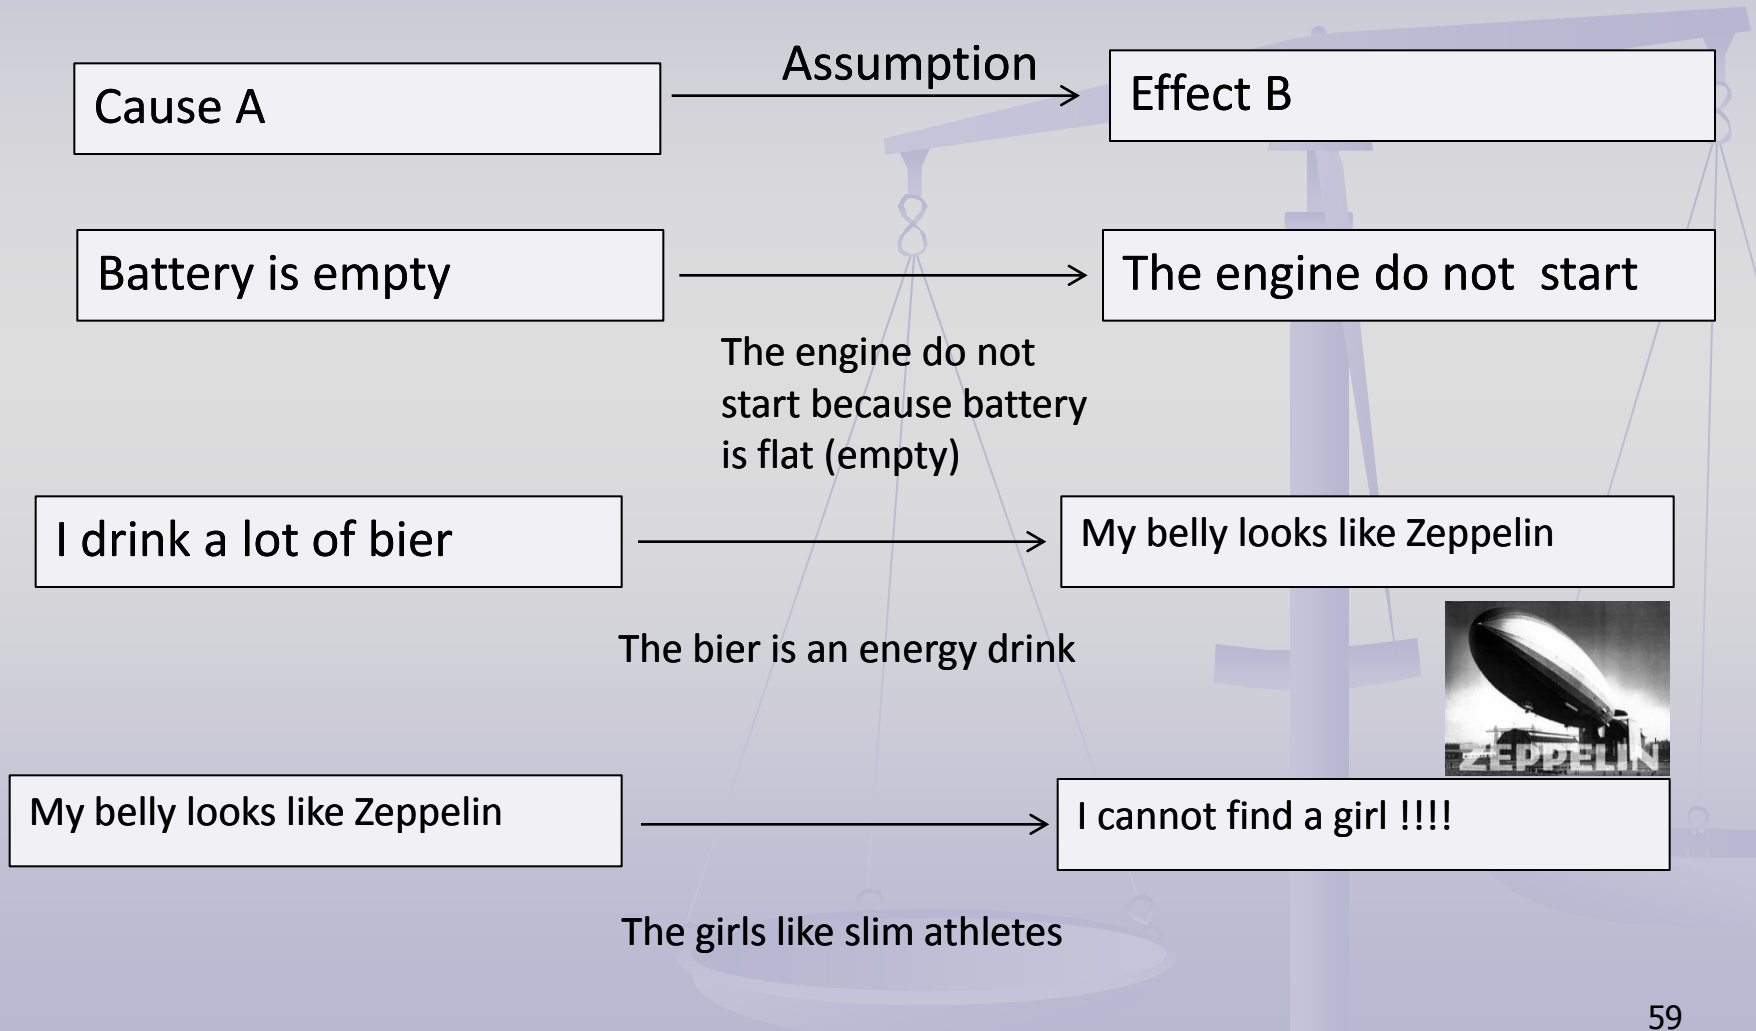 Cause A
Assumption
Effect B
Battery is empty
The engine do not  start
The engine do not
start because battery
is flat (empty)
I drink a lot of bier
My belly looks like Zeppelin
The bier is an energy drink
ZEPPELIN
My belly looks like Zeppelin
I cannot find a girl !!!!
The girls like slim athletes
59